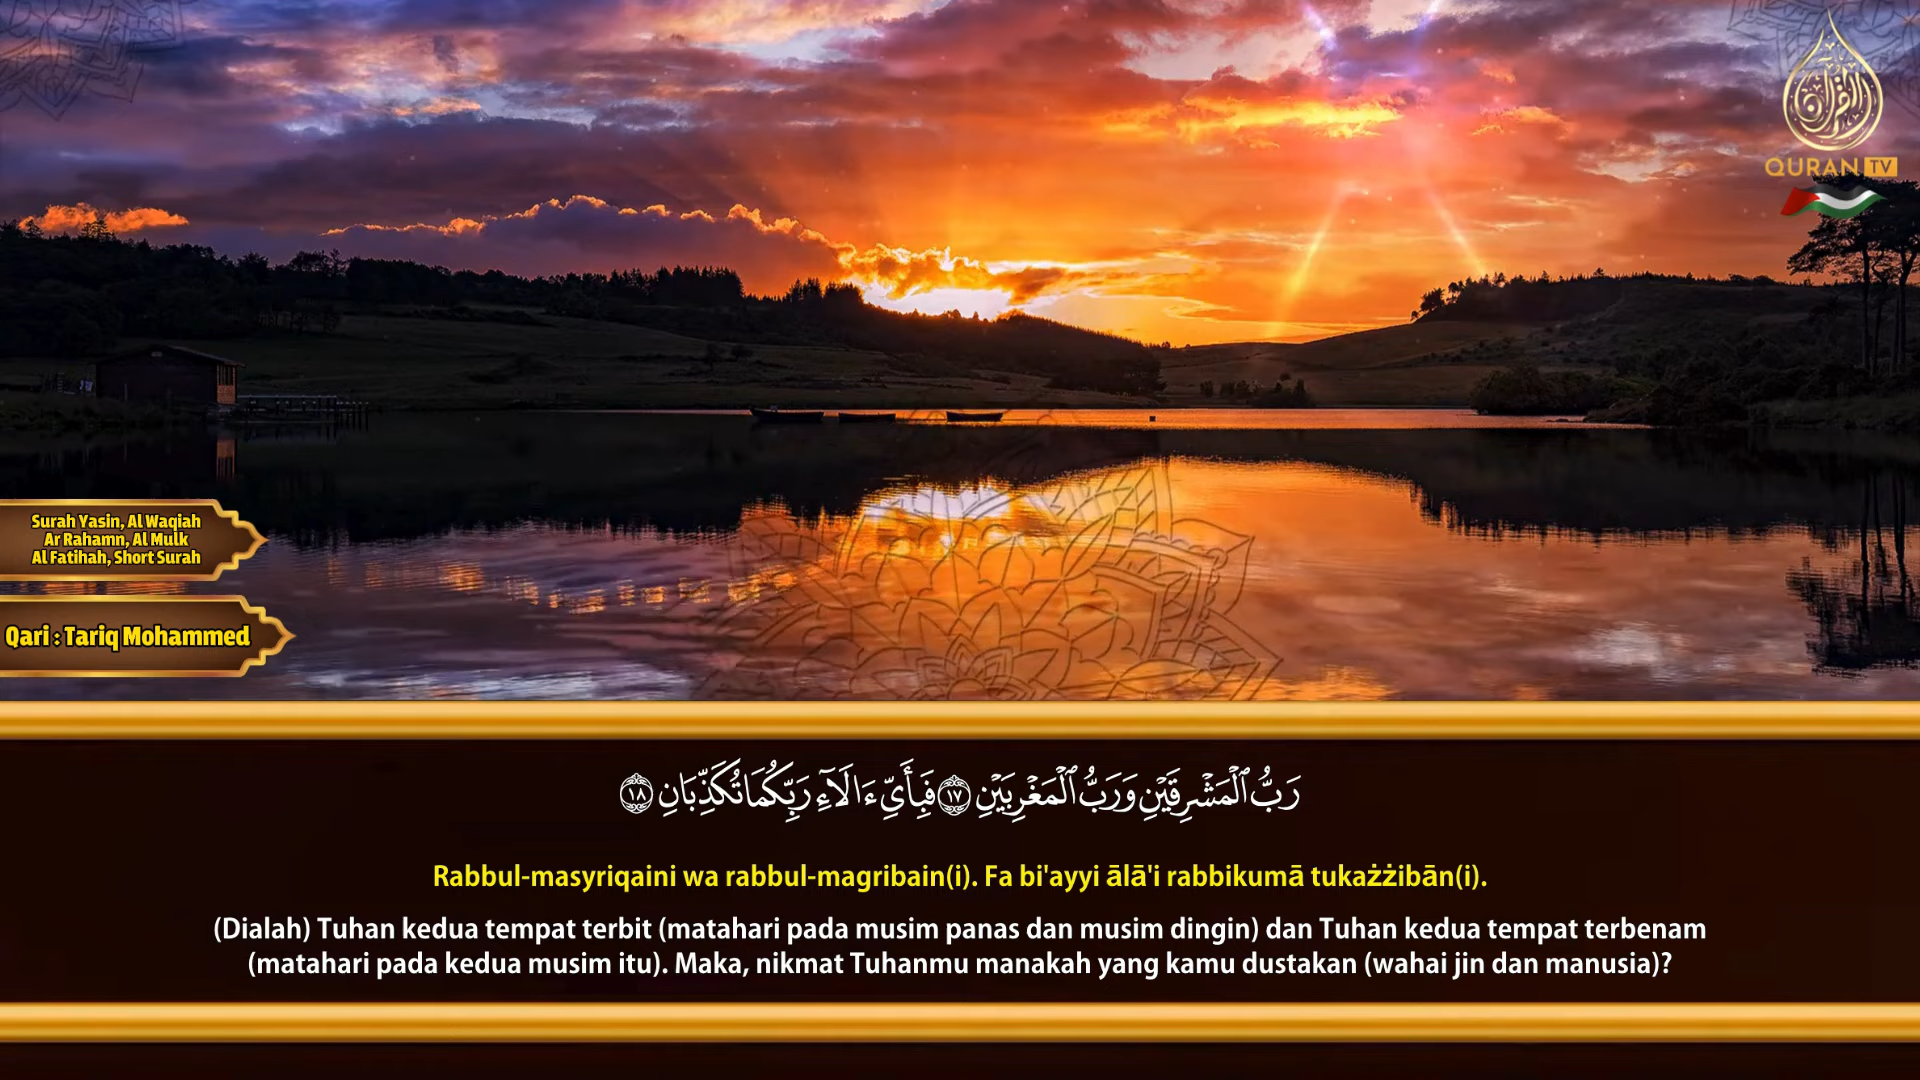 القرآن
QURAN TV
Surah Yasin, Al Waqiah
Ar Rahamn, Al Mulk
Al Fatihah, Short Surah
Qari : Tariq Mohammed
رَبُّ ٱلْمَشْرِقَيْنِ وَرَبُّ ٱلْمَغْرِبَيْنِ ١٧ فَبِأَىِّ ءَالَآءِ رَبِّكُمَا تُكَذِّبَانِ ١٨
Rabbul-masyriqaini wa rabbul-magribain(i). Fa bi'ayyi ālā'i rabbikumā tukażżibān(i).
(Dialah) Tuhan kedua tempat terbit (matahari pada musim panas dan musim dingin) dan Tuhan kedua tempat terbenam
(matahari pada kedua musim itu). Maka, nikmat Tuhanmu manakah yang kamu dustakan (wahai jin dan manusia)?